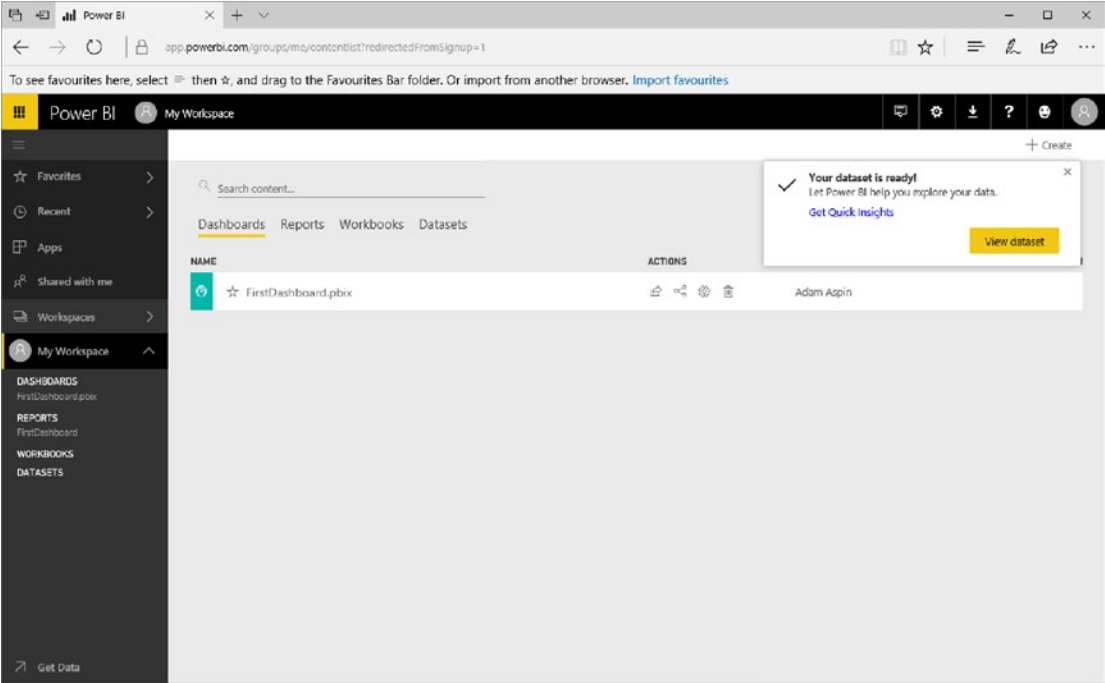 Power BI
app.powerbi.com/groups/me/contentlist?redirectedFromSignup=1
To see favourites here, select then ☆, and drag to the Favourites Bar folder. Or import from another browser. Import favourites
Power BI My Workspace
+ Create
Favorites
Recent
Apps
Shared with me
Workspaces
My Workspace
DASHBOARDS
FirstDashboard.pbix
REPORTS
FirstDashboard
WORKBOOKS
DATASETS
Get Data
Search content...
Dashboards Reports Workbooks Datasets
NAME ACTIONS
FirstDashboard.pbix Adam Aspin
Your dataset is ready!
Let Power BI help you explore your data.
Get Quick Insights
View dataset